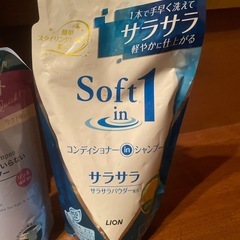 1本で手早く洗えて
サラサラ
軽やかに仕上がる
Soft
in 1
コンディショナー in シャンプー
サラサラ
サラサラパウダー配合
LION